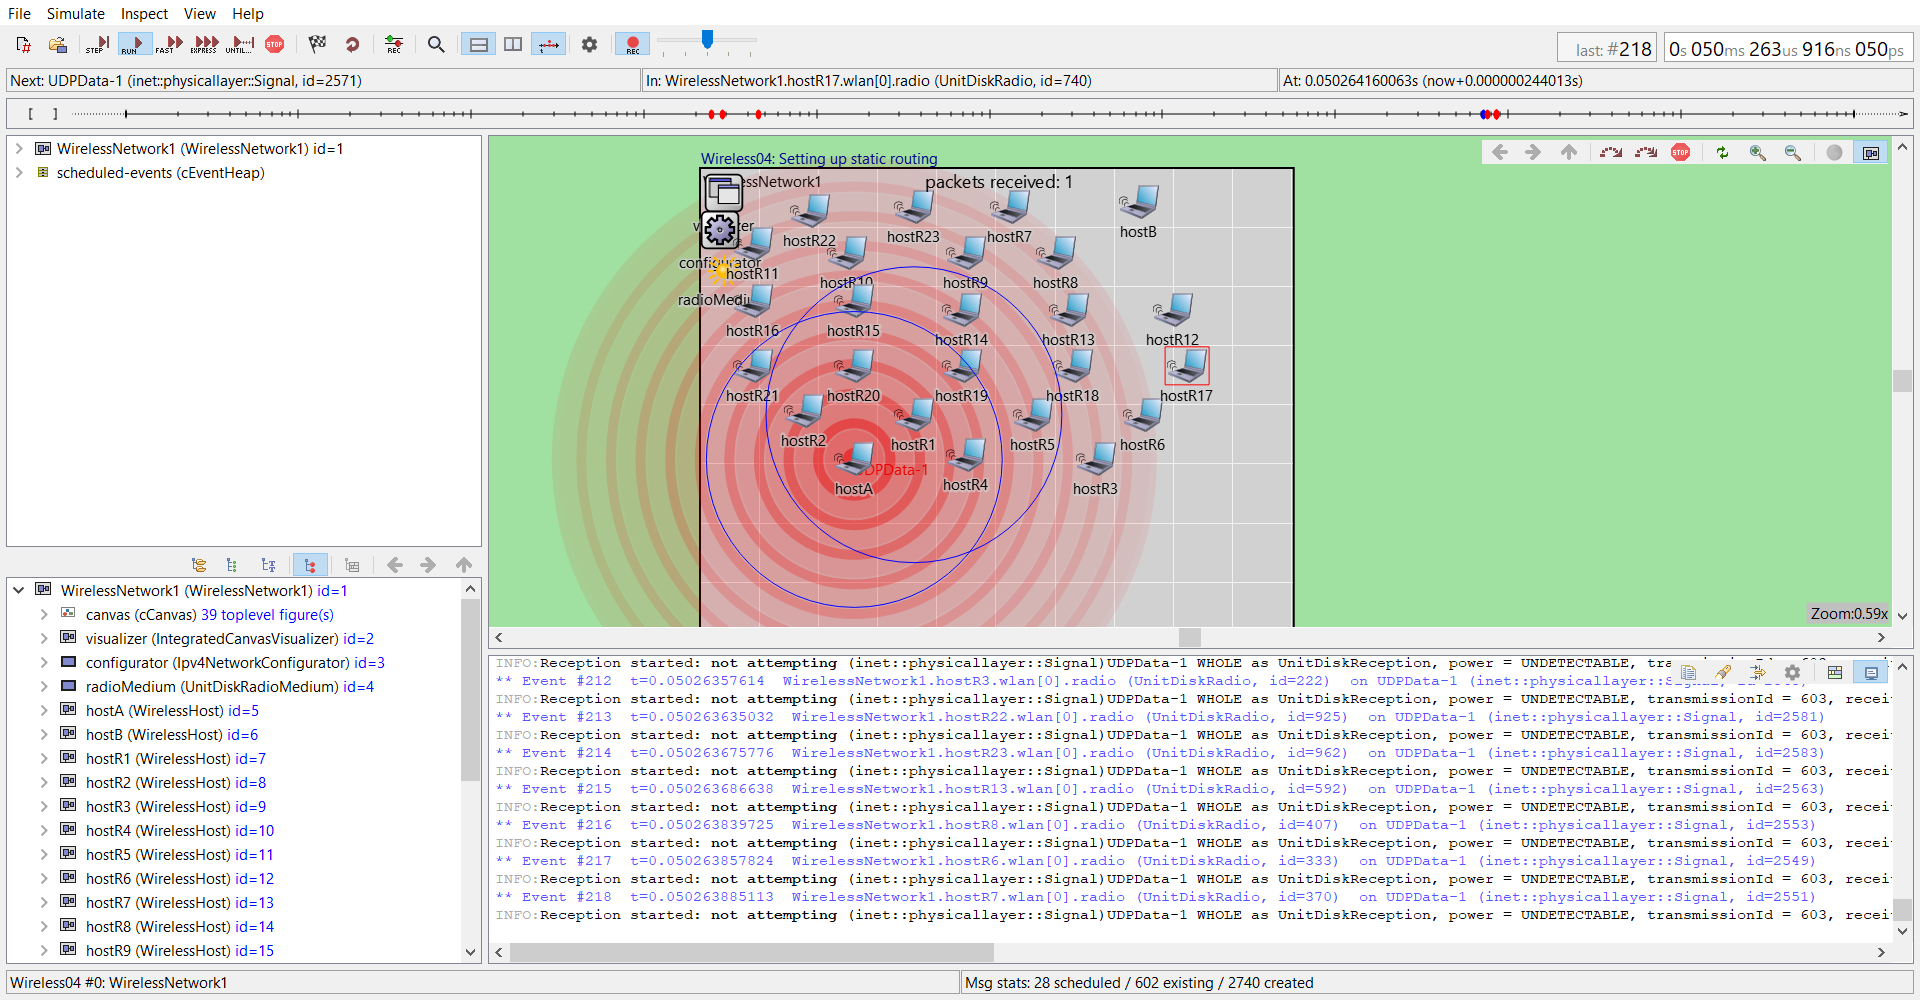 File Simulate Inspect View Help
STEP RUN FAST EXPRESS UNTIL... STOP REC REC last: #218 0s 050ms 263us 916ns 050ps
Next: UDPData-1 (inet::physicallayer::Signal, id=2571) In: WirelessNetwork1.hostR17.wlan[0].radio (UnitDiskRadio, id=740) At: 0.050264160063s (now+0.000000244013s)
[ ]
WirelessNetwork1 (WirelessNetwork1) id=1
scheduled-events (cEventHeap)
WirelessNetwork1 (WirelessNetwork1) id=1
canvas (cCanvas) 39 toplevel figure(s)
visualizer (IntegratedCanvasVisualizer) id=2
configurator (Ipv4NetworkConfigurator) id=3
radioMedium (UnitDiskRadioMedium) id=4
hostA (WirelessHost) id=5
hostB (WirelessHost) id=6
hostR1 (WirelessHost) id=7
hostR2 (WirelessHost) id=8
hostR3 (WirelessHost) id=9
hostR4 (WirelessHost) id=10
hostR5 (WirelessHost) id=11
hostR6 (WirelessHost) id=12
hostR7 (WirelessHost) id=13
hostR8 (WirelessHost) id=14
hostR9 (WirelessHost) id=15
Wireless04: Setting up static routing
STOP
essNetwork1 packets received: 1
hostR22 hostR23 hostR7 hostB
configurator
hostR11 hostR10 hostR9 hostR8
radioMediu
hostR16 hostR15 hostR14 hostR13 hostR12
hostR21 hostR20 hostR19 hostR18 hostR17
hostR2 hostR1 hostR5 hostR6
DPData-1
hostA hostR4 hostR3
Zoom:0.59x
INFO:Reception started: not attempting (inet::physicallayer::Signal)UDPData-1 WHOLE as UnitDiskReception, power = UNDETECTABLE, transmissionId = 603, recei
** Event #212 t=0.05026357614 WirelessNetwork1.hostR3.wlan[0].radio (UnitDiskRadio, id=222) on UDPData-1 (inet::physicallayer::S
INFO:Reception started: not attempting (inet::physicallayer::Signal)UDPData-1 WHOLE as UnitDiskReception, power = UNDETECTABLE, transmissionId = 603, recei
** Event #213 t=0.050263635032 WirelessNetwork1.hostR22.wlan[0].radio (UnitDiskRadio, id=925) on UDPData-1 (inet::physicallayer::Signal, id=2581)
INFO:Reception started: not attempting (inet::physicallayer::Signal)UDPData-1 WHOLE as UnitDiskReception, power = UNDETECTABLE, transmissionId = 603, recei
** Event #214 t=0.050263675776 WirelessNetwork1.hostR23.wlan[0].radio (UnitDiskRadio, id=962) on UDPData-1 (inet::physicallayer::Signal, id=2583)
INFO:Reception started: not attempting (inet::physicallayer::Signal)UDPData-1 WHOLE as UnitDiskReception, power = UNDETECTABLE, transmissionId = 603, recei
** Event #215 t=0.050263686638 WirelessNetwork1.hostR13.wlan[0].radio (UnitDiskRadio, id=592) on UDPData-1 (inet::physicallayer::Signal, id=2563)
INFO:Reception started: not attempting (inet::physicallayer::Signal)UDPData-1 WHOLE as UnitDiskReception, power = UNDETECTABLE, transmissionId = 603, recei
** Event #216 t=0.050263839725 WirelessNetwork1.hostR8.wlan[0].radio (UnitDiskRadio, id=407) on UDPData-1 (inet::physicallayer::Signal, id=2553)
INFO:Reception started: not attempting (inet::physicallayer::Signal)UDPData-1 WHOLE as UnitDiskReception, power = UNDETECTABLE, transmissionId = 603, recei
** Event #217 t=0.050263857824 WirelessNetwork1.hostR6.wlan[0].radio (UnitDiskRadio, id=333) on UDPData-1 (inet::physicallayer::Signal, id=2549)
INFO:Reception started: not attempting (inet::physicallayer::Signal)UDPData-1 WHOLE as UnitDiskReception, power = UNDETECTABLE, transmissionId = 603, recei
** Event #218 t=0.050263885113 WirelessNetwork1.hostR7.wlan[0].radio (UnitDiskRadio, id=370) on UDPData-1 (inet::physicallayer::Signal, id=2551)
INFO:Reception started: not attempting (inet::physicallayer::Signal)UDPData-1 WHOLE as UnitDiskReception, power = UNDETECTABLE, transmissionId = 603, recei
Wireless04 #0: WirelessNetwork1 Msg stats: 28 scheduled / 602 existing / 2740 created